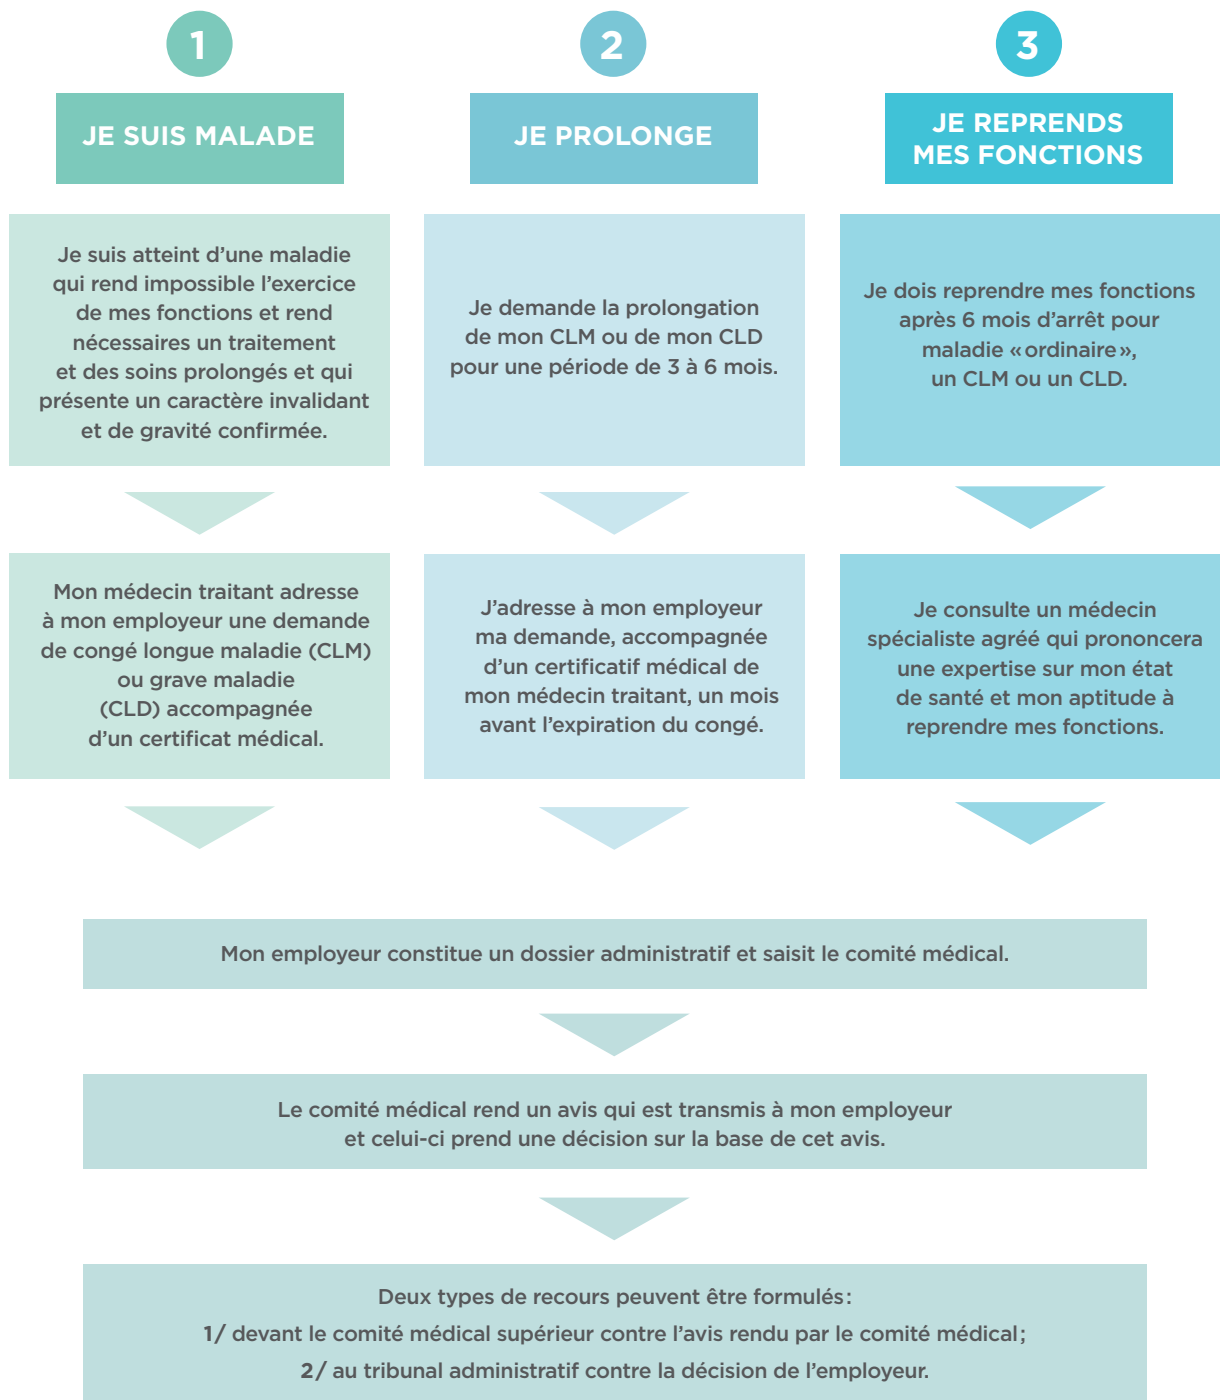 1
JE SUIS MALADE
Je suis atteint d’une maladie
qui rend impossible l’exercice
de mes fonctions et rend
nécessaires un traitement
et des soins prolongés et qui
présente un caractère invalidant
et de gravité confirmée.
Mon médecin traitant adresse
à mon employeur une demande
de congé longue maladie (CLM)
ou grave maladie
(CLD) accompagnée
d’un certificat médical.
2
JE PROLONGE
Je demande la prolongation
de mon CLM ou de mon CLD
pour une période de 3 à 6 mois.
J’adresse à mon employeur
ma demande, accompagnée
d’un certificatif médical de
mon médecin traitant, un mois
avant l’expiration du congé.
3
JE REPRENDS
MES FONCTIONS
Je dois reprendre mes fonctions
après 6 mois d’arrêt pour
maladie « ordinaire »,
un CLM ou un CLD.
Je consulte un médecin
spécialiste agréé qui prononcera
une expertise sur mon état
de santé et mon aptitude à
reprendre mes fonctions.
Mon employeur constitue un dossier administratif et saisit le comité médical.
Le comité médical rend un avis qui est transmis à mon employeur
et celui-ci prend une décision sur la base de cet avis.
Deux types de recours peuvent être formulés :
1/ devant le comité médical supérieur contre l’avis rendu par le comité médical ;
2/ au tribunal administratif contre la décision de l’employeur.